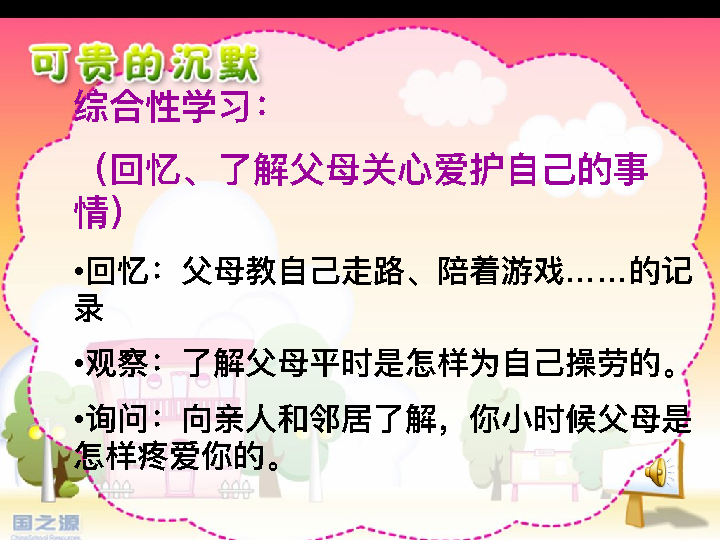 可贵的沉默
综合性学习：
（回忆、了解父母关心爱护自己的事
情）
•回忆：父母教自己走路、陪着游戏……的记
录
•观察：了解父母平时是怎样为自己操劳的。
•询问：向亲人和邻居了解，你小时候父母是
怎样疼爱你的。
国之源
ChinaSchool Resources